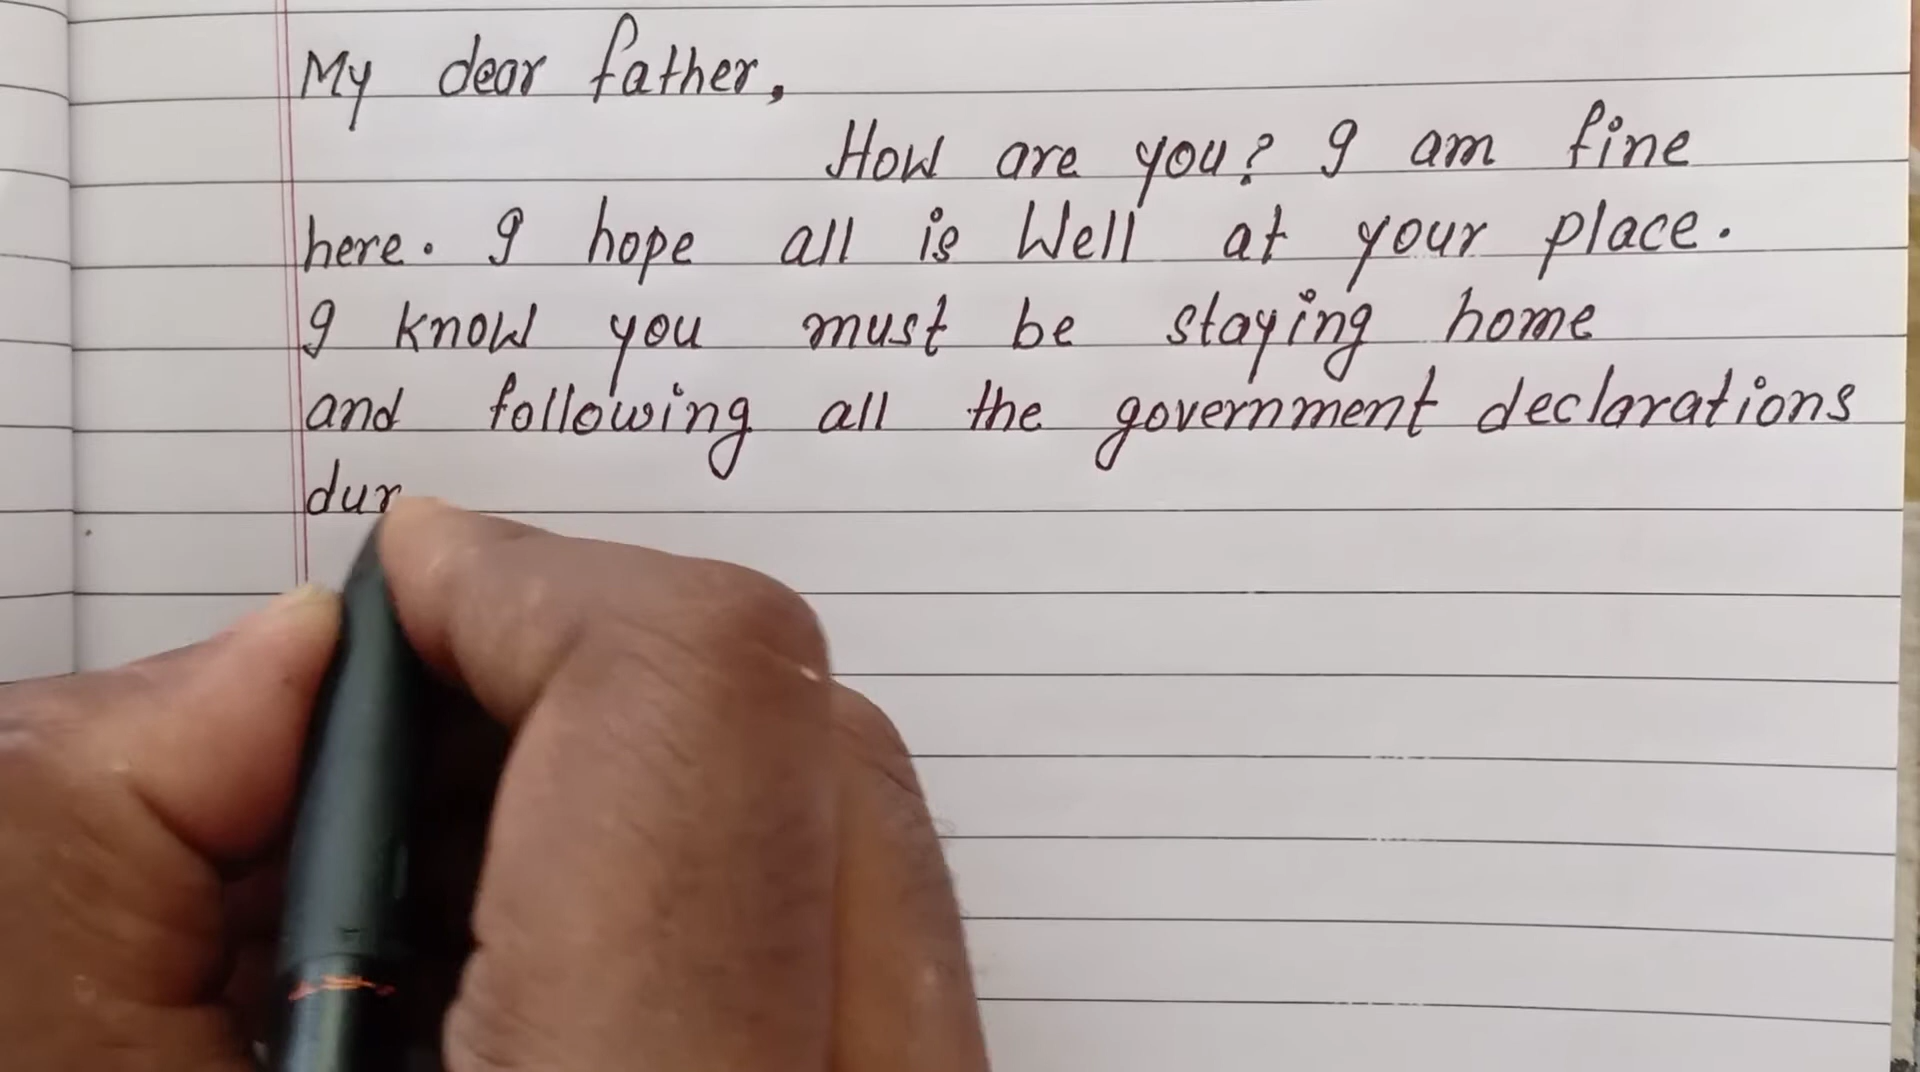 My dear father,
How are you? I am fine
here. I hope all is well at your place.
I know you must be staying home
and following all the government declarations
dur